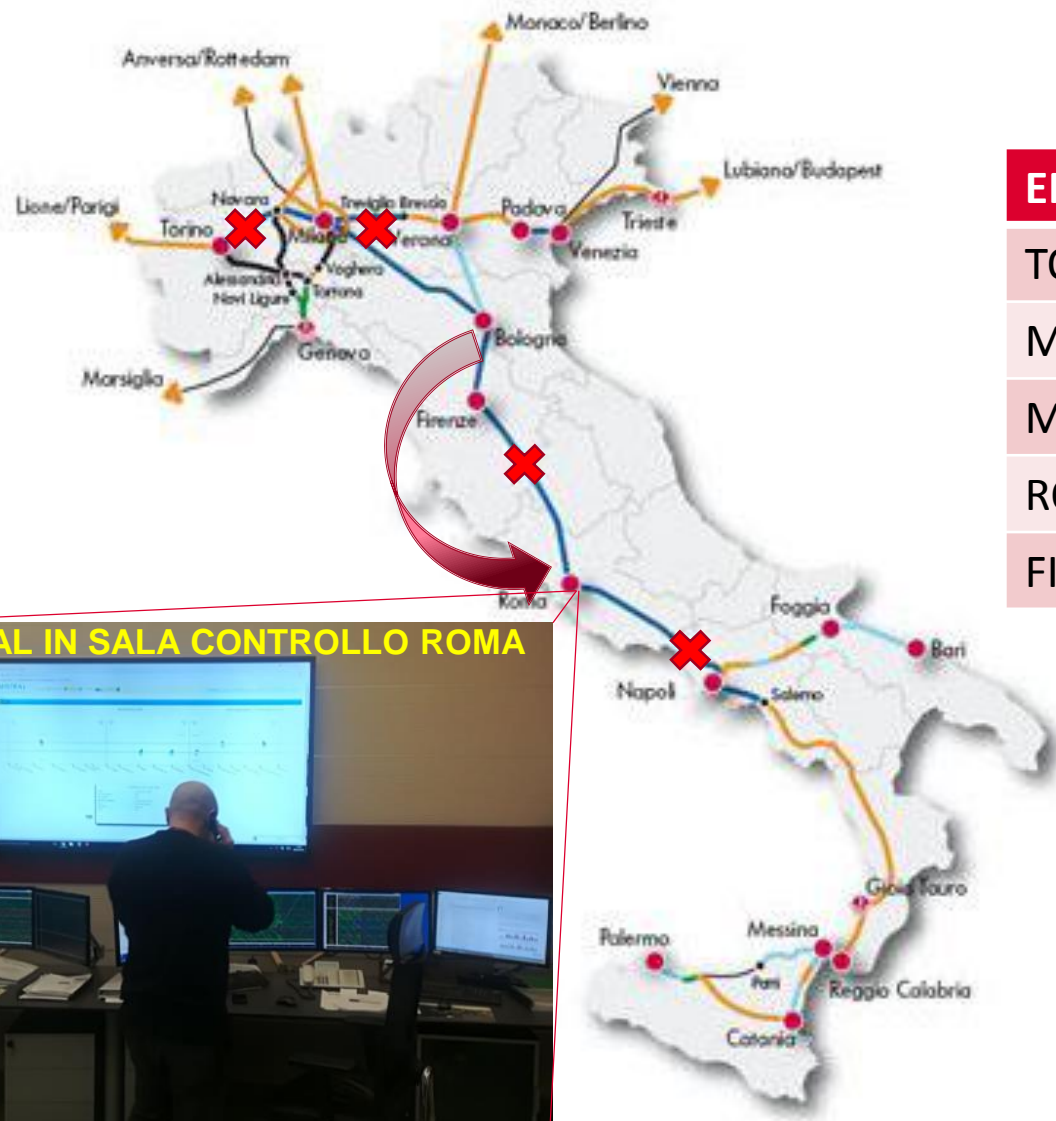 Monaco/Berlino
Anversa/Rottedam
Vienna
Lubiana/Budapest
Lione/Parigi
Novara
Treviglio Brescia
Padova
Trieste
Torino
Milano
Verona
Venezia
Alessandria
Voghera
Novi Ligure
Tortona
Genova
Bologna
Marsiglia
Firenze
Roma
Foggia
Bari
Napoli
Salerno
Gioia Tauro
Messina
Palermo
Patti
Reggio Calabria
Catania
AL IN SALA CONTROLLO ROMA
TO
M
M
RO
FI